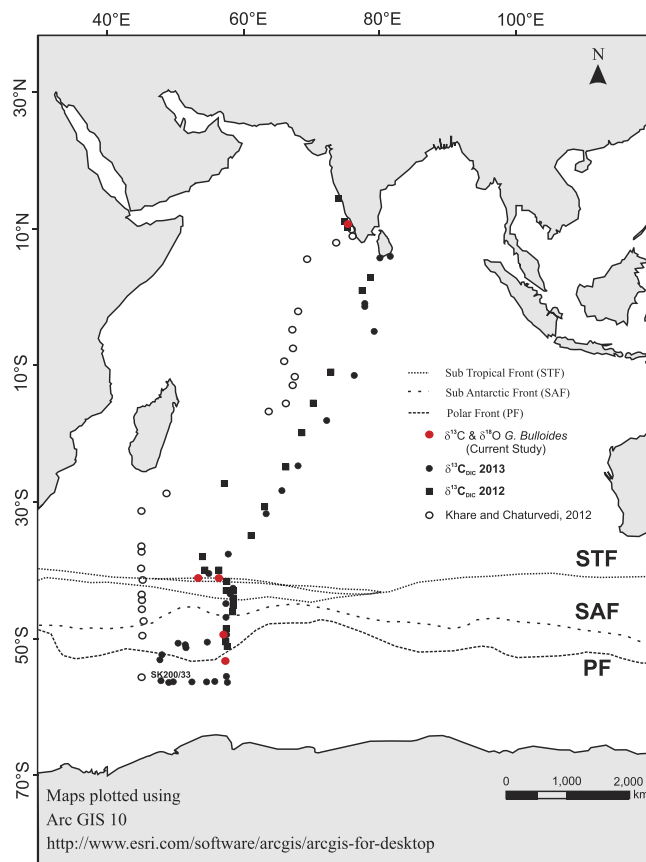 40°E 60°E 80°E 100°E
N
30°N
10°N
10°S
30°S
50°S
70°S
Sub Tropical Front (STF)
Sub Antarctic Front (SAF)
Polar Front (PF)
δ¹³C & δ¹⁸O G. Bulloides
(Current Study)
δ¹³C_DIC 2013
δ¹³C_DIC 2012
Khare and Chaturvedi, 2012
STF
SAF
PF
SK200/33
0 1,000 2,000
km
Maps plotted using
Arc GIS 10
http://www.esri.com/software/arcgis/arcgis-for-desktop